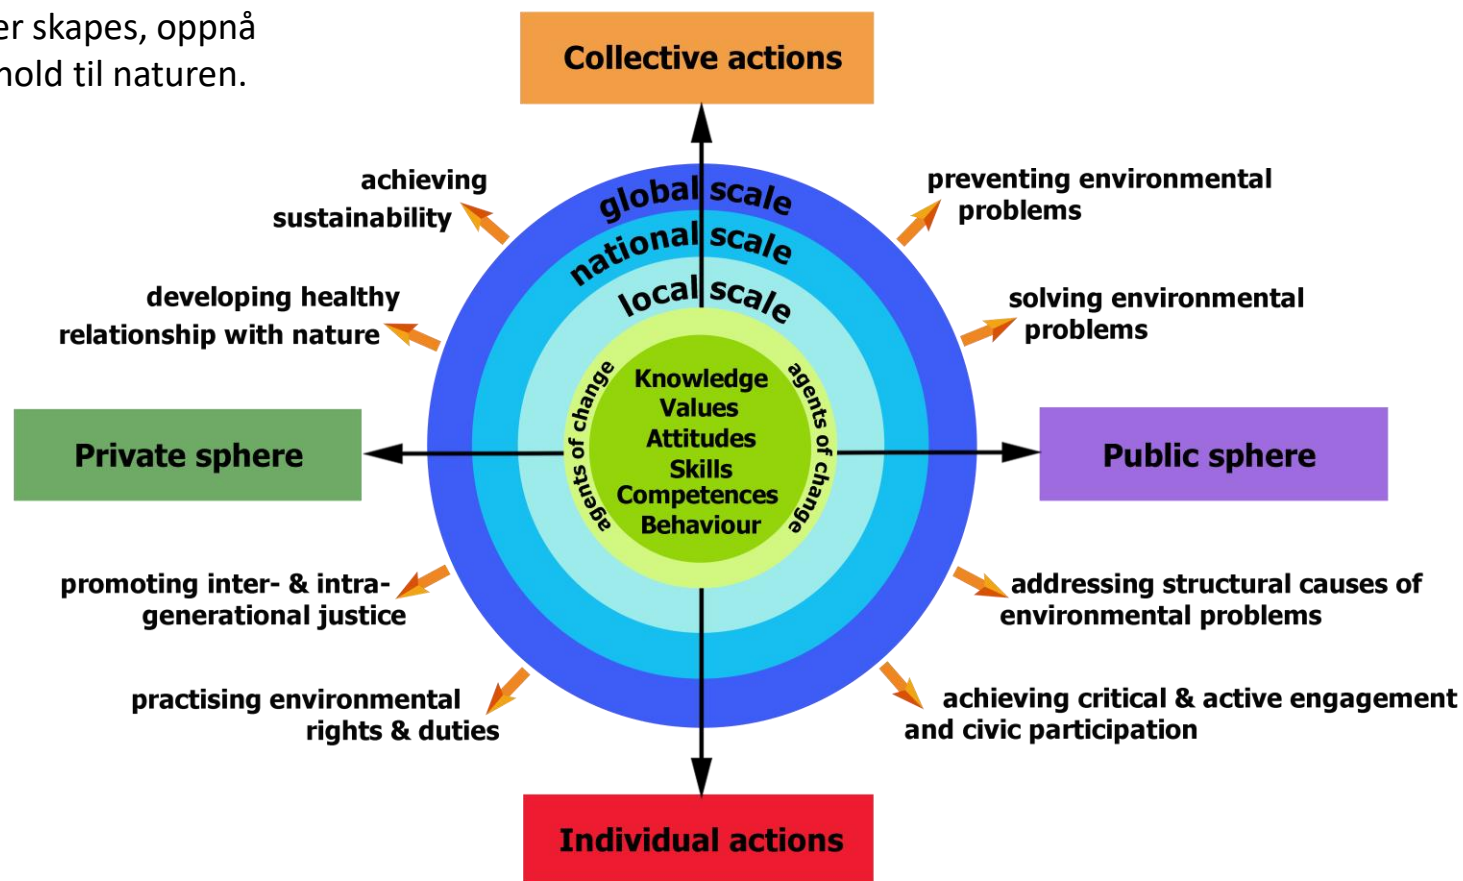 er skapes, oppnå
hold til naturen.
Collective actions
achieving
sustainability
preventing environmental
problems
global scale
national scale
local scale
developing healthy
relationship with nature
solving environmental
problems
agents of change
Knowledge
Values
Attitudes
Skills
Competences
Behaviour
agents of change
Private sphere
Public sphere
promoting inter- & intra-
generational justice
addressing structural causes of
environmental problems
practising environmental
rights & duties
achieving critical & active engagement
and civic participation
Individual actions